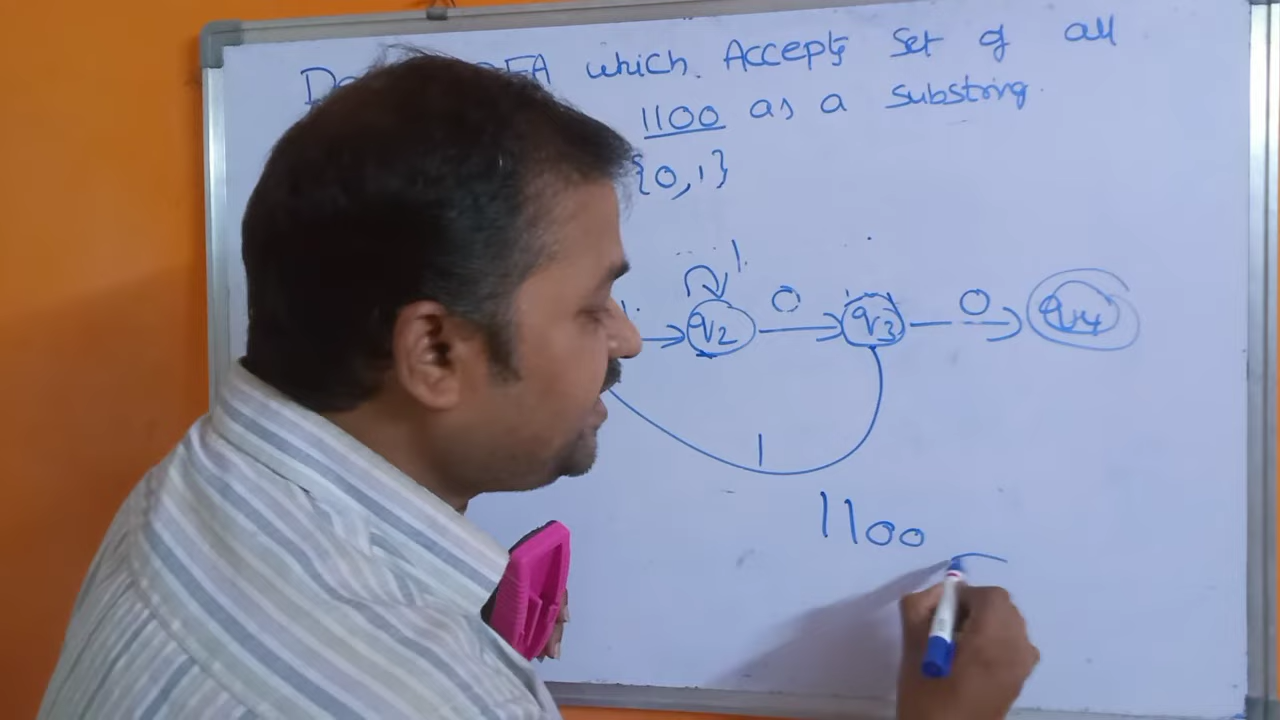 DFA which Accepts set of all
1100 as a substring.
{0,1}
1
0 0
q2 q3 q4
1
1100